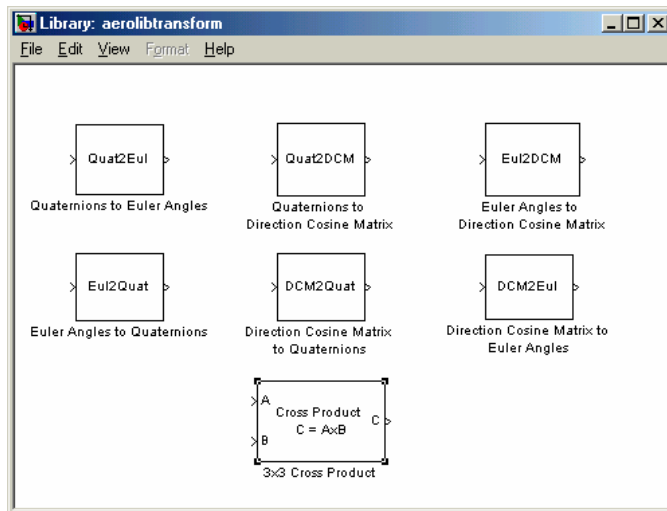 Library: aerolibtransform
File Edit View Format Help
Quat2Eul
Quaternions to Euler Angles
Quat2DCM
Quaternions to
Direction Cosine Matrix
Eul2DCM
Euler Angles to
Direction Cosine Matrix
Eul2Quat
Euler Angles to Quaternions
DCM2Quat
Direction Cosine Matrix
to Quaternions
DCM2Eul
Direction Cosine Matrix to
Euler Angles
A
B
Cross Product
C = AxB
C
3x3 Cross Product